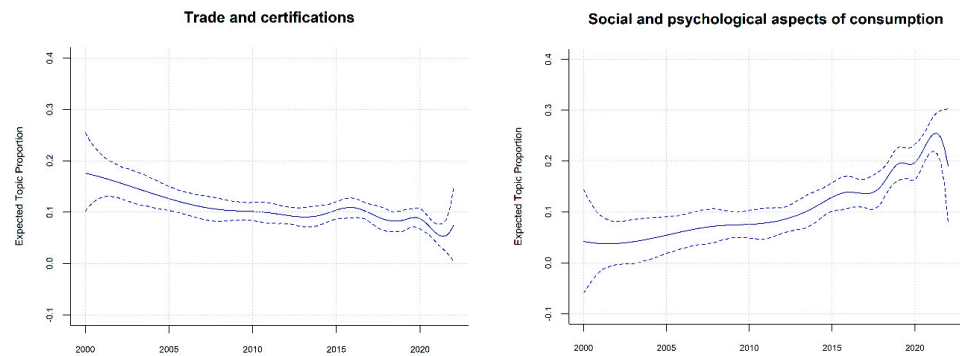 Trade and certifications
Expected Topic Proportion
0.4
0.3
0.2
0.1
0.0
-0.1
2000 2005 2010 2015 2020
Social and psychological aspects of consumption
Expected Topic Proportion
0.4
0.3
0.2
0.1
0.0
-0.1
2000 2005 2010 2015 2020